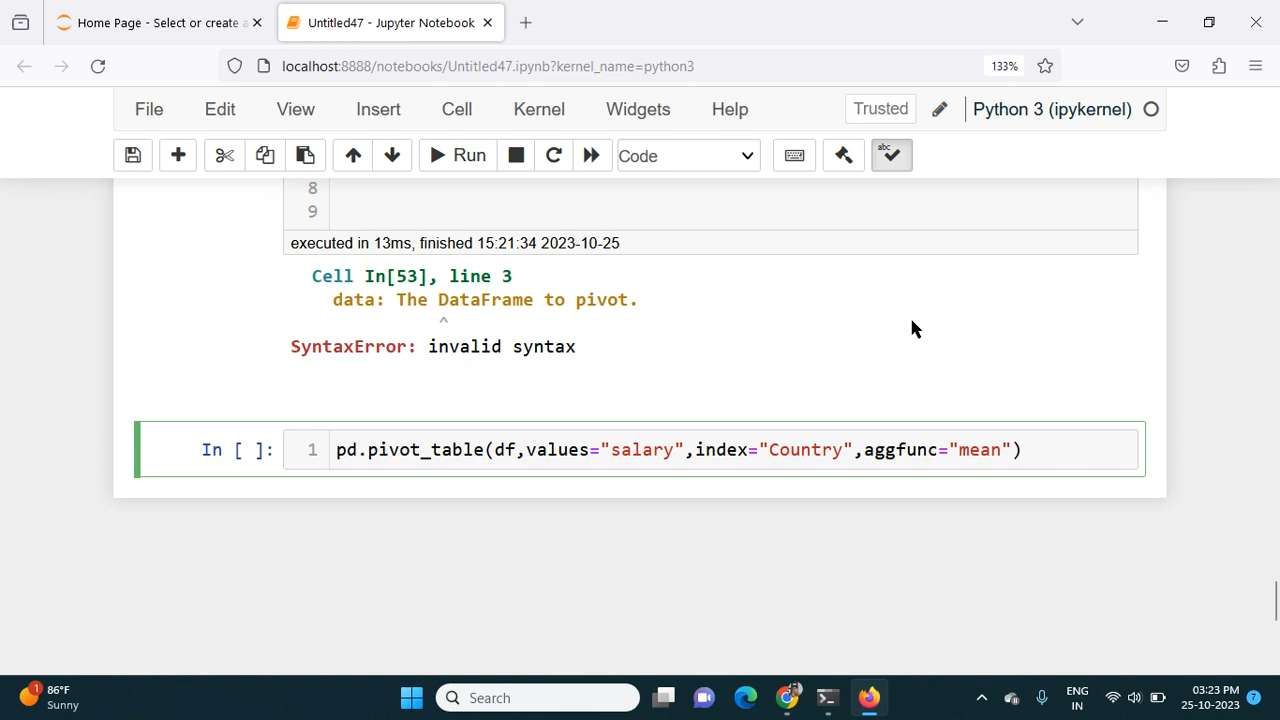 Home Page - Select or create a
Untitled47 - Jupyter Notebook
localhost:8888/notebooks/Untitled47.ipynb?kernel_name=python3
133%
File Edit View Insert Cell Kernel Widgets Help Trusted Python 3 (ipykernel)
Run Code abc
8
9
executed in 13ms, finished 15:21:34 2023-10-25
Cell In[53], line 3
data: The DataFrame to pivot.
^
SyntaxError: invalid syntax
In [ ]: 1 pd.pivot_table(df,values="salary",index="Country",aggfunc="mean")
1 86°F
Sunny
Search
ENG
IN
03:23 PM
25-10-2023
7